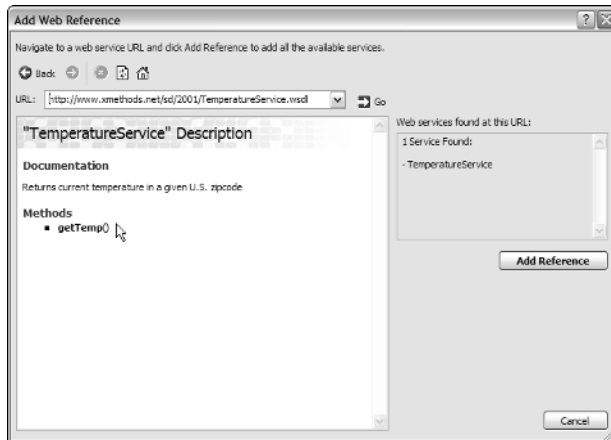 Add Web Reference
Navigate to a web service URL and click Add Reference to add all the available services.
Back
URL: http://www.xmethods.net/sd/2001/TemperatureService.wsdl Go
"TemperatureService" Description
Documentation
Returns current temperature in a given U.S. zipcode
Methods
getTemp()
Web services found at this URL:
1 Service Found:
- TemperatureService
Add Reference
Cancel